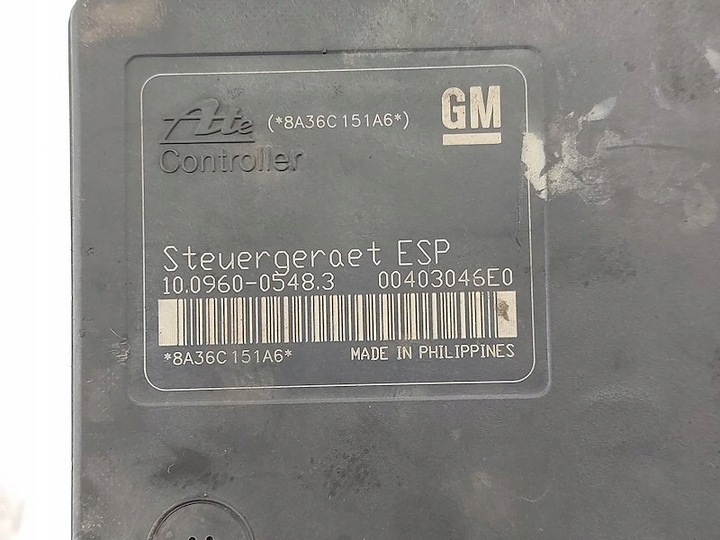 Ate (*8A36C151A6*) GM
Controller
Steuergeraet ESP
10.0960-0548.3 00403046E0
*8A36C151A6* MADE IN PHILIPPINES